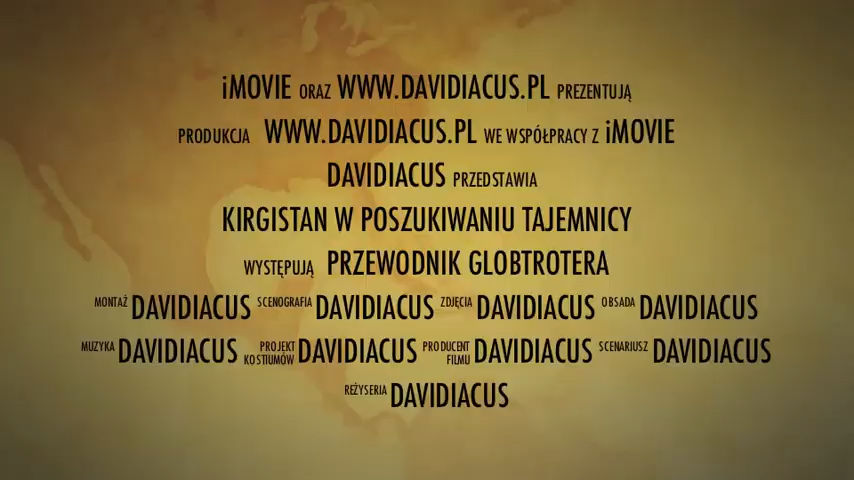 iMOVIE ORAZ WWW.DAVIDIACUS.PL PREZENTUJĄ
PRODUKCJA WWW.DAVIDIACUS.PL WE WSPÓŁPRACY Z iMOVIE
DAVIDIACUS PRZEDSTAWIA
KIRGISTAN W POSZUKIWANIU TAJEMNICY
WYSTĘPUJĄ PRZEWODNIK GLOBTROTERA
MONTAŻ DAVIDIACUS SCENOGRAFIA DAVIDIACUS ZDJĘCIA DAVIDIACUS OBSADA DAVIDIACUS
MUZYKA DAVIDIACUS PROJEKT KOSTIUMÓW DAVIDIACUS PRODUCENT FILMU DAVIDIACUS SCENARIUSZ DAVIDIACUS
REŻYSERIA DAVIDIACUS